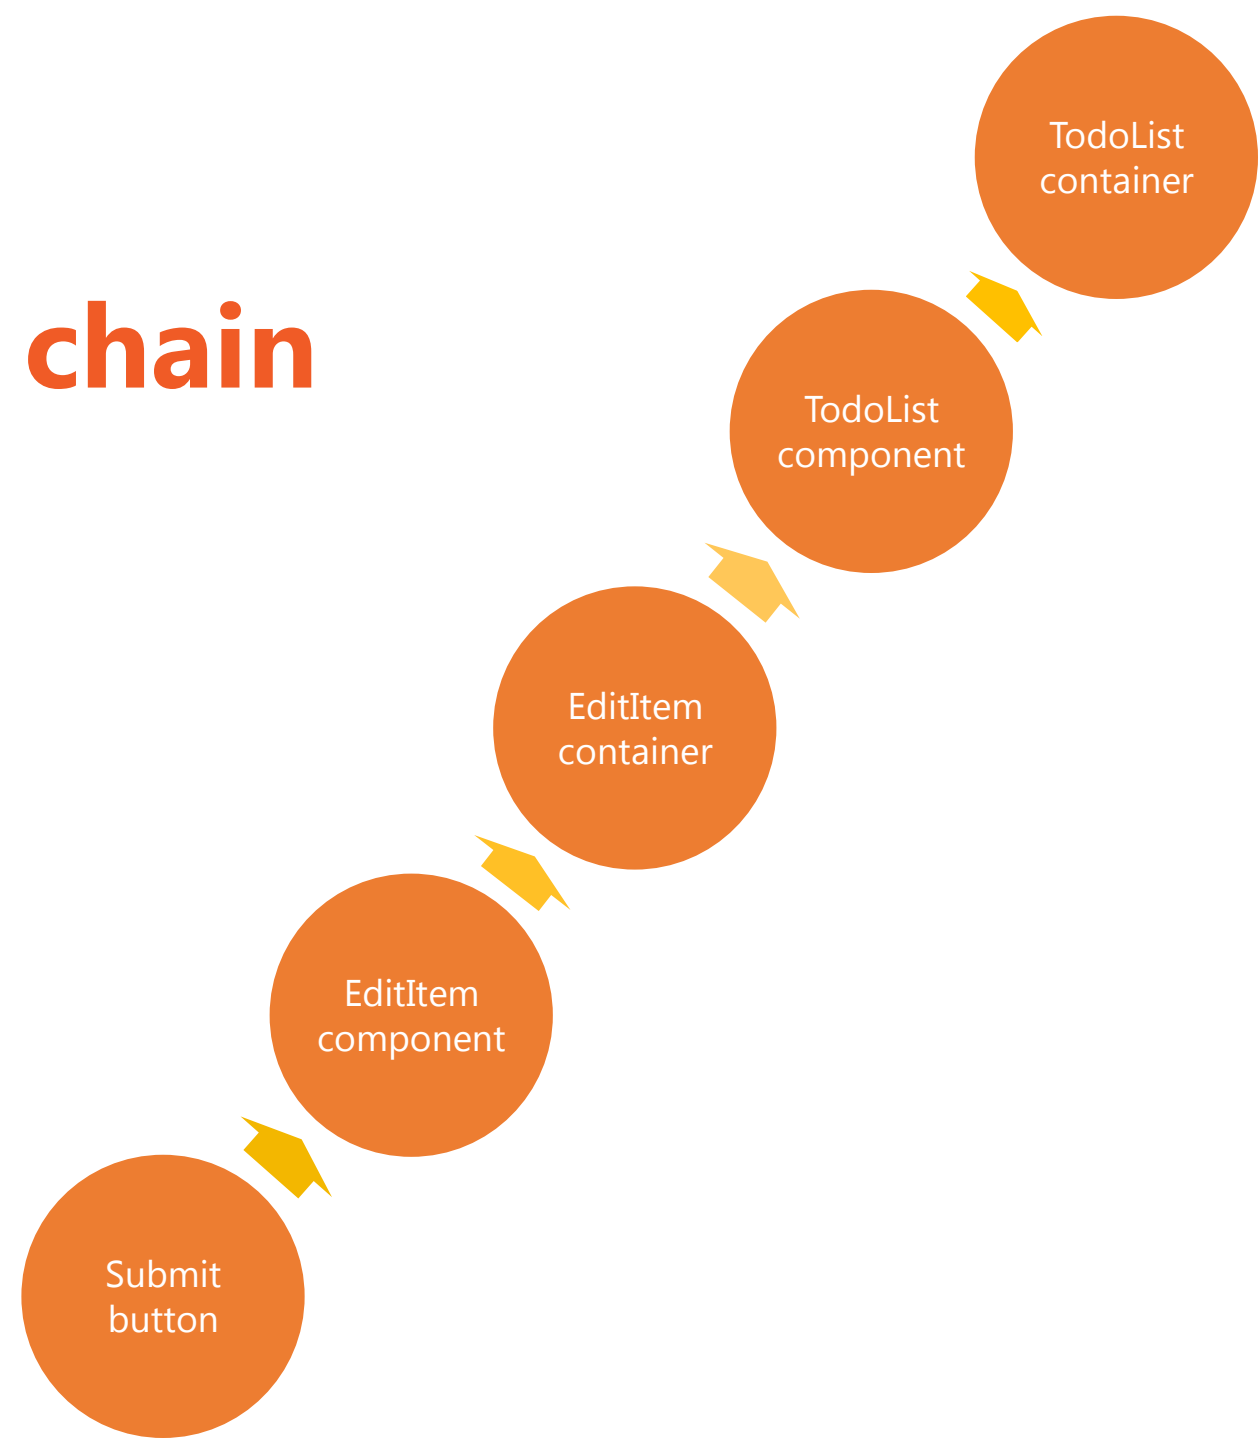 chain
TodoList
container
TodoList
component
EditItem
container
EditItem
component
Submit
button